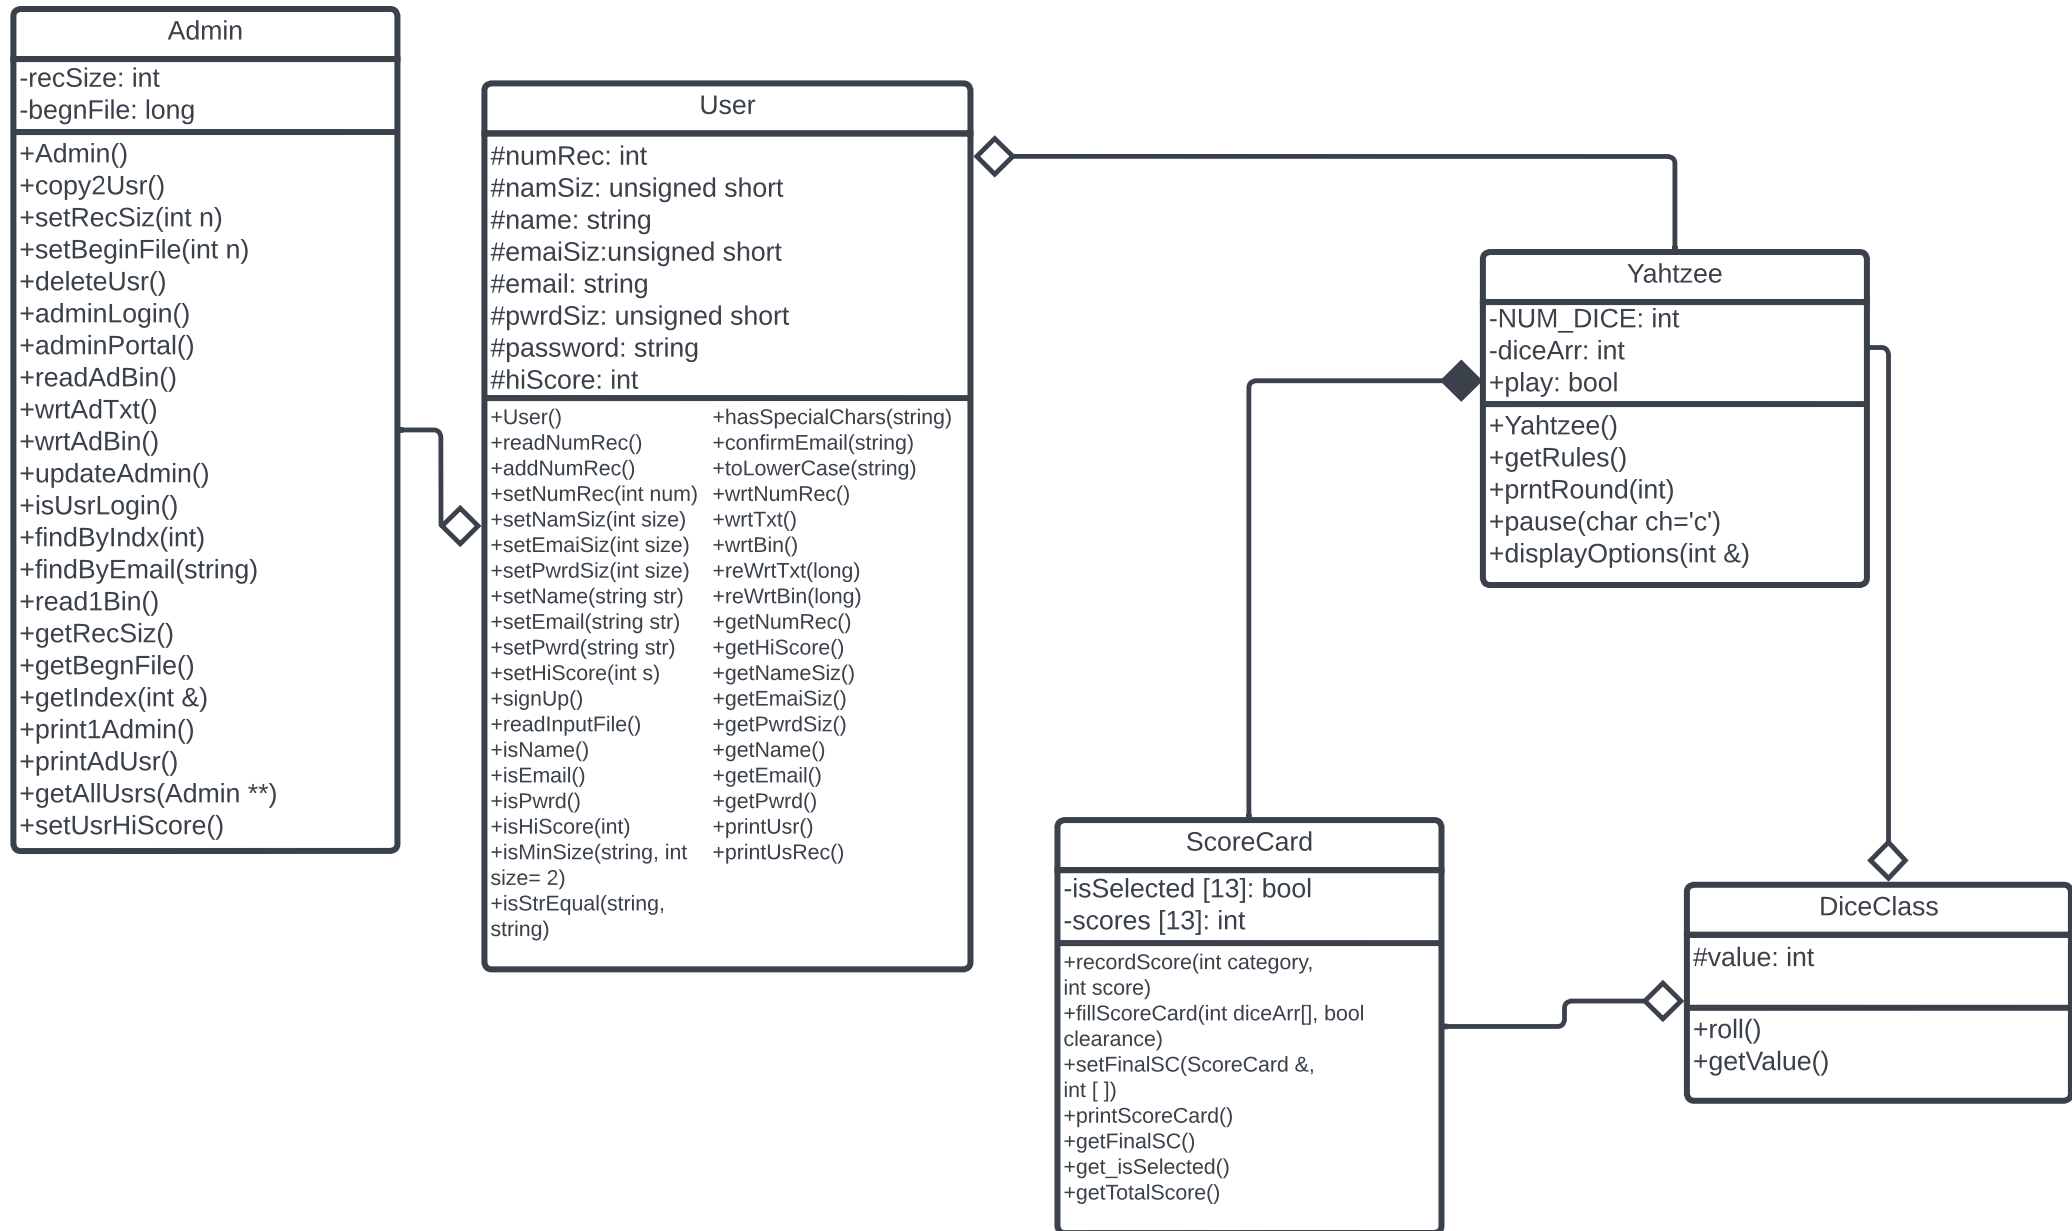 Admin
-recSize: int
-begnFile: long
+Admin()
+copy2Usr()
+setRecSiz(int n)
+setBeginFile(int n)
+deleteUsr()
+adminLogin()
+adminPortal()
+readAdBin()
+wrtAdTxt()
+wrtAdBin()
+updateAdmin()
+isUsrLogin()
+findByIndx(int)
+findByEmail(string)
+read1Bin()
+getRecSiz()
+getBegnFile()
+getIndex(int &)
+print1Admin()
+printAdUsr()
+getAllUsrs(Admin **)
+setUsrHiScore()
User
#numRec: int
#namSiz: unsigned short
#name: string
#emaiSiz:unsigned short
#email: string
#pwrdSiz: unsigned short
#password: string
#hiScore: int
+User()
+readNumRec()
+addNumRec()
+setNumRec(int num)
+setNamSiz(int size)
+setEmaiSiz(int size)
+setPwrdSiz(int size)
+setName(string str)
+setEmail(string str)
+setPwrd(string str)
+setHiScore(int s)
+signUp()
+readInputFile()
+isName()
+isEmail()
+isPwrd()
+isHiScore(int)
+isMinSize(string, int
size= 2)
+isStrEqual(string,
string)
+hasSpecialChars(string)
+confirmEmail(string)
+toLowerCase(string)
+wrtNumRec()
+wrtTxt()
+wrtBin()
+reWrtTxt(long)
+reWrtBin(long)
+getNumRec()
+getHiScore()
+getNameSiz()
+getEmaiSiz()
+getPwrdSiz()
+getName()
+getEmail()
+getPwrd()
+printUsr()
+printUsRec()
Yahtzee
-NUM_DICE: int
-diceArr: int
+play: bool
+Yahtzee()
+getRules()
+prntRound(int)
+pause(char ch='c')
+displayOptions(int &)
ScoreCard
-isSelected [13]: bool
-scores [13]: int
+recordScore(int category,
int score)
+fillScoreCard(int diceArr[], bool
clearance)
+setFinalSC(ScoreCard &,
int [ ])
+printScoreCard()
+getFinalSC()
+get_isSelected()
+getTotalScore()
DiceClass
#value: int
+roll()
+getValue()